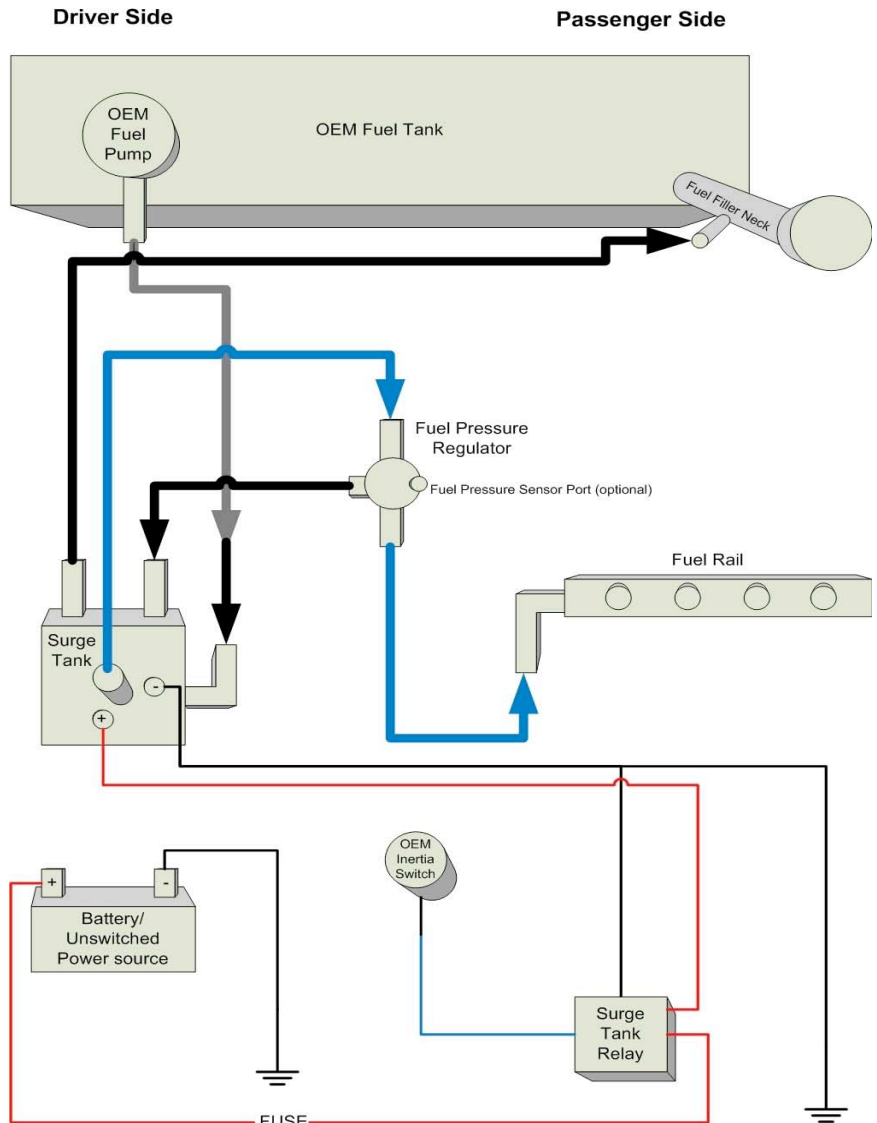 Driver Side
Passenger Side
OEM
Fuel
Pump
OEM Fuel Tank
Fuel Filler Neck
Fuel Pressure
Regulator
Fuel Pressure Sensor Port (optional)
Fuel Rail
Surge
Tank
-
+
OEM
Inertia
Switch
+
-
Battery/
Unswitched
Power source
Surge
Tank
Relay
FUSE